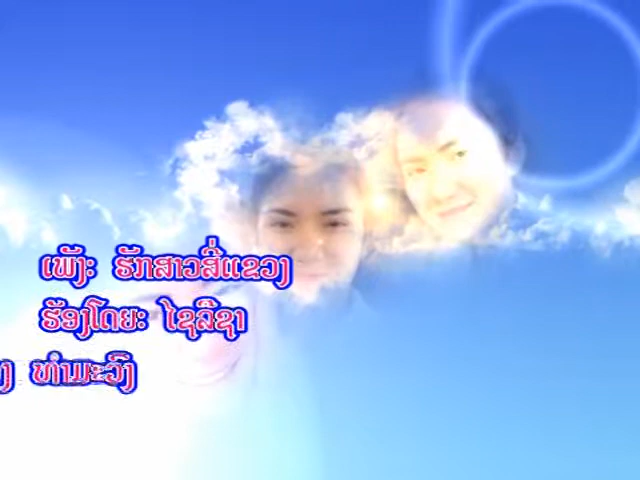 ເພັງ: ຮັກສາວສີ່ແຂວງ
ຮ້ອງໂດຍ: ໄຊລືຊາ
ທຳມະວົງ